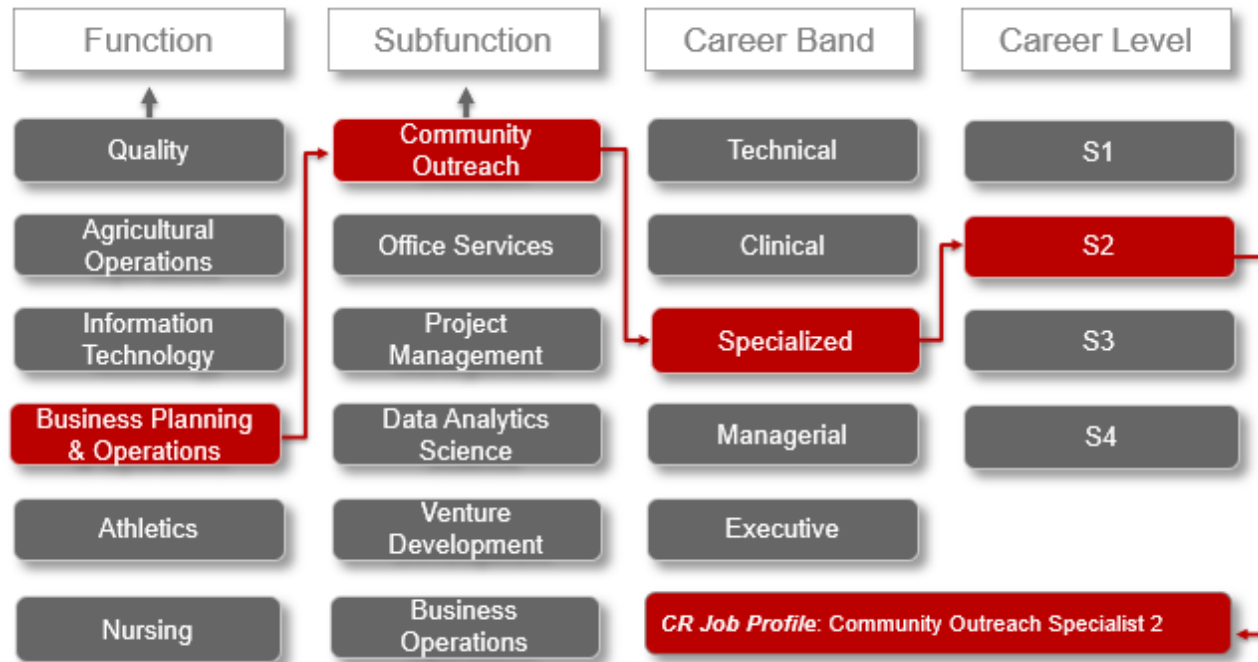 Function
Subfunction
Career Band
Career Level
Quality
Community
Outreach
Technical
S1
Agricultural
Operations
Office Services
Clinical
S2
Information
Technology
Project
Management
Specialized
S3
Business Planning
& Operations
Data Analytics
Science
Managerial
S4
Athletics
Venture
Development
Executive
Nursing
Business
Operations
CR Job Profile: Community Outreach Specialist 2